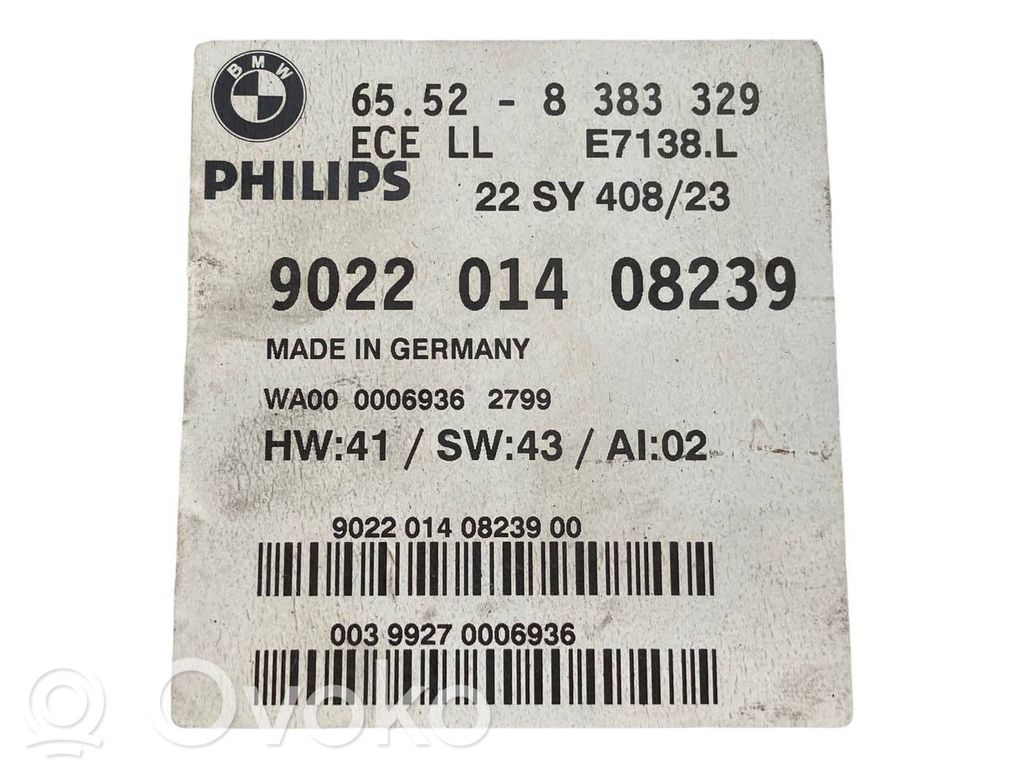 BMW
65.52 - 8 383 329
ECE LL E7138.L
PHILIPS
22 SY 408/23
9022 014 08239
MADE IN GERMANY
WA00 0006936 2799
HW:41 / SW:43 / AI:02
9022 014 08239 00
003 9927 0006936
Ovoko